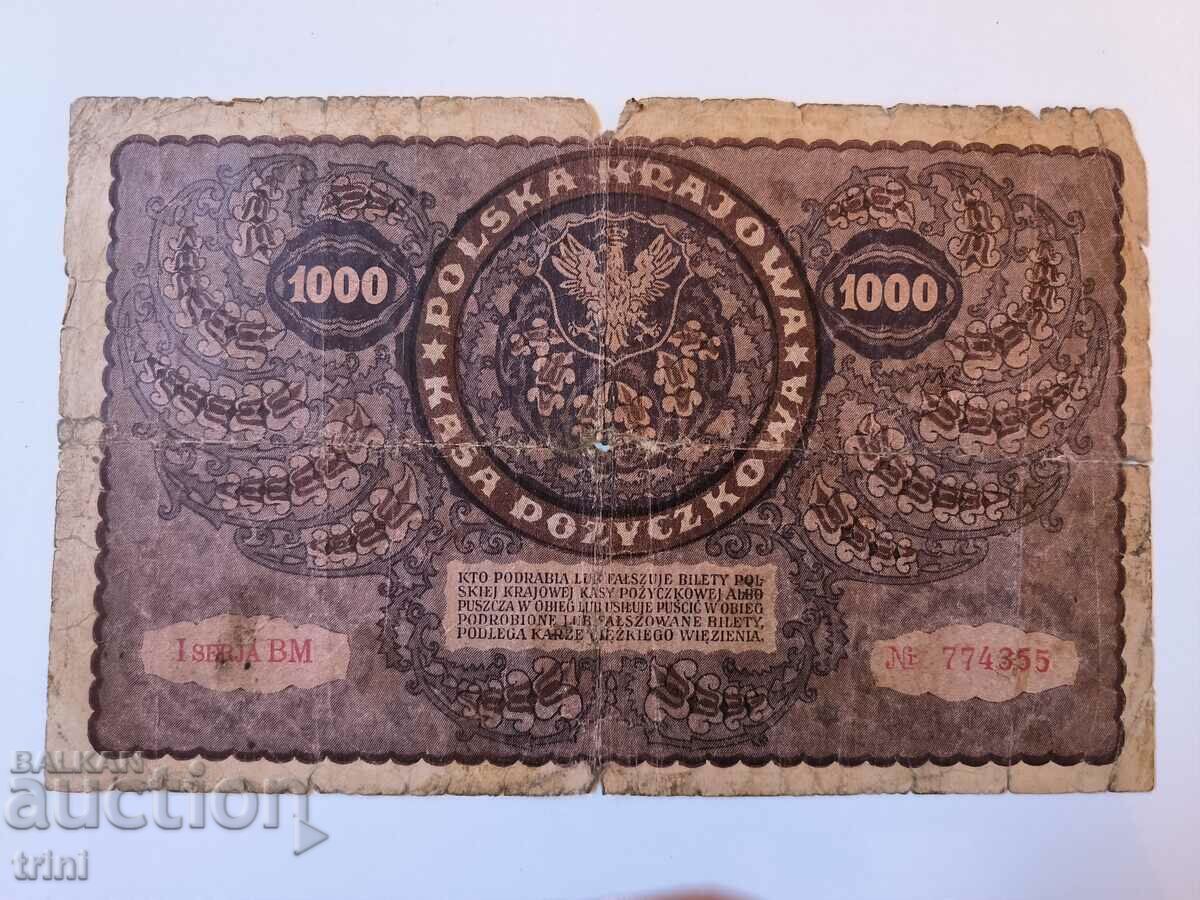 POLSKA KRAJOWA
★ KASA POŻYCZKOWA ★
1000
1000
KTO PODRABIA LUB FAŁSZUJE BILETY POL-
SKIEJ KRAJOWEJ KASY POŻYCZKOWEJ ALBO
PUSZCZA W OBIEG LUB USIŁUJE PUŚCIĆ W OBIEG
PODROBIONE LUB FAŁSZOWANE BILETY,
PODLEGA KARZE CIĘŻKIEGO WIĘZIENIA.
I SERJA BM
Nr 774355
BALKAN
auction
trini